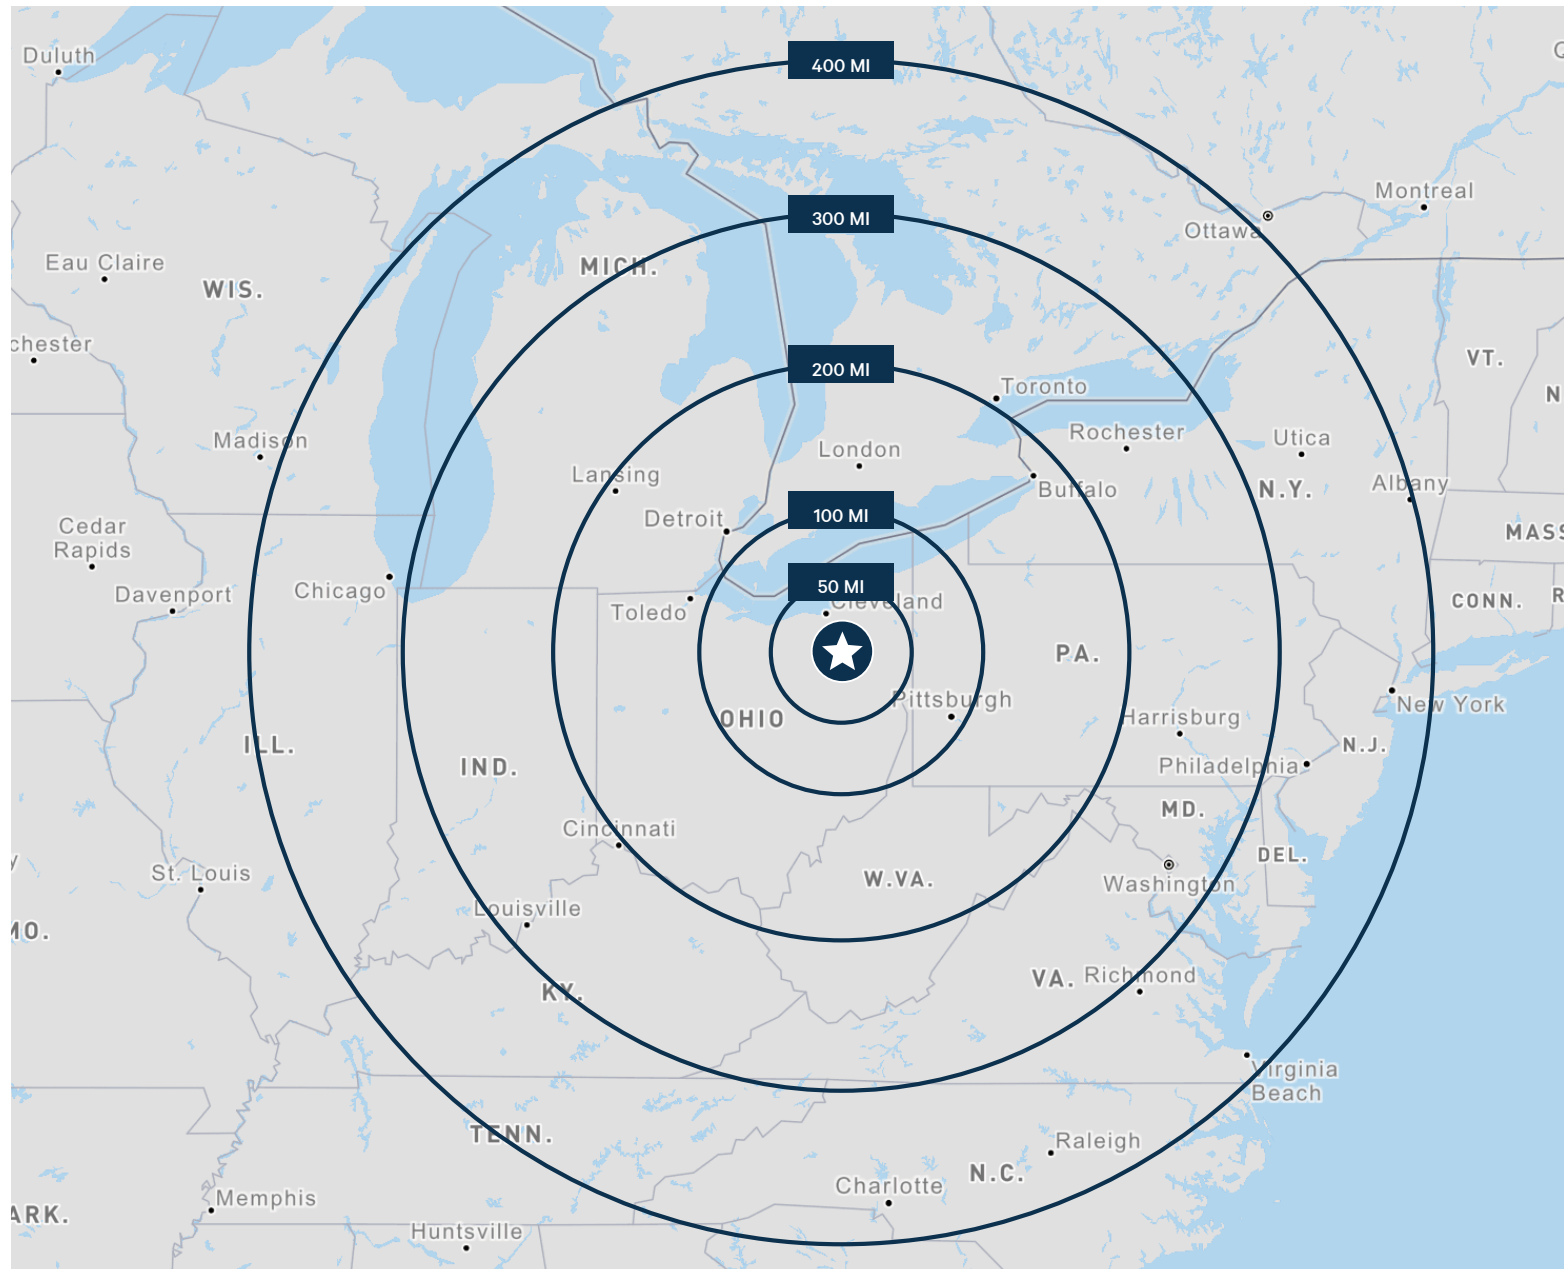 Duluth
400 MI
Montreal
Ottawa
300 MI
Eau Claire
WIS.
MICH.
chester
VT.
200 MI
Toronto
N
Madison
Rochester
Utica
London
Lansing
Buffalo
N.Y.
Albany
100 MI
Detroit
Cedar
Rapids
MASS
50 MI
Chicago
Davenport
Toledo
Cleveland
CONN.
R
PA.
Pittsburgh
New York
OHIO
Harrisburg
ILL.
N.J.
IND.
Philadelphia
MD.
Cincinnati
DEL.
St. Louis
W.VA.
Washington
Louisville
MO.
KY.
VA.
Richmond
Virginia
Beach
TENN.
Raleigh
N.C.
Charlotte
Memphis
ARK.
Huntsville